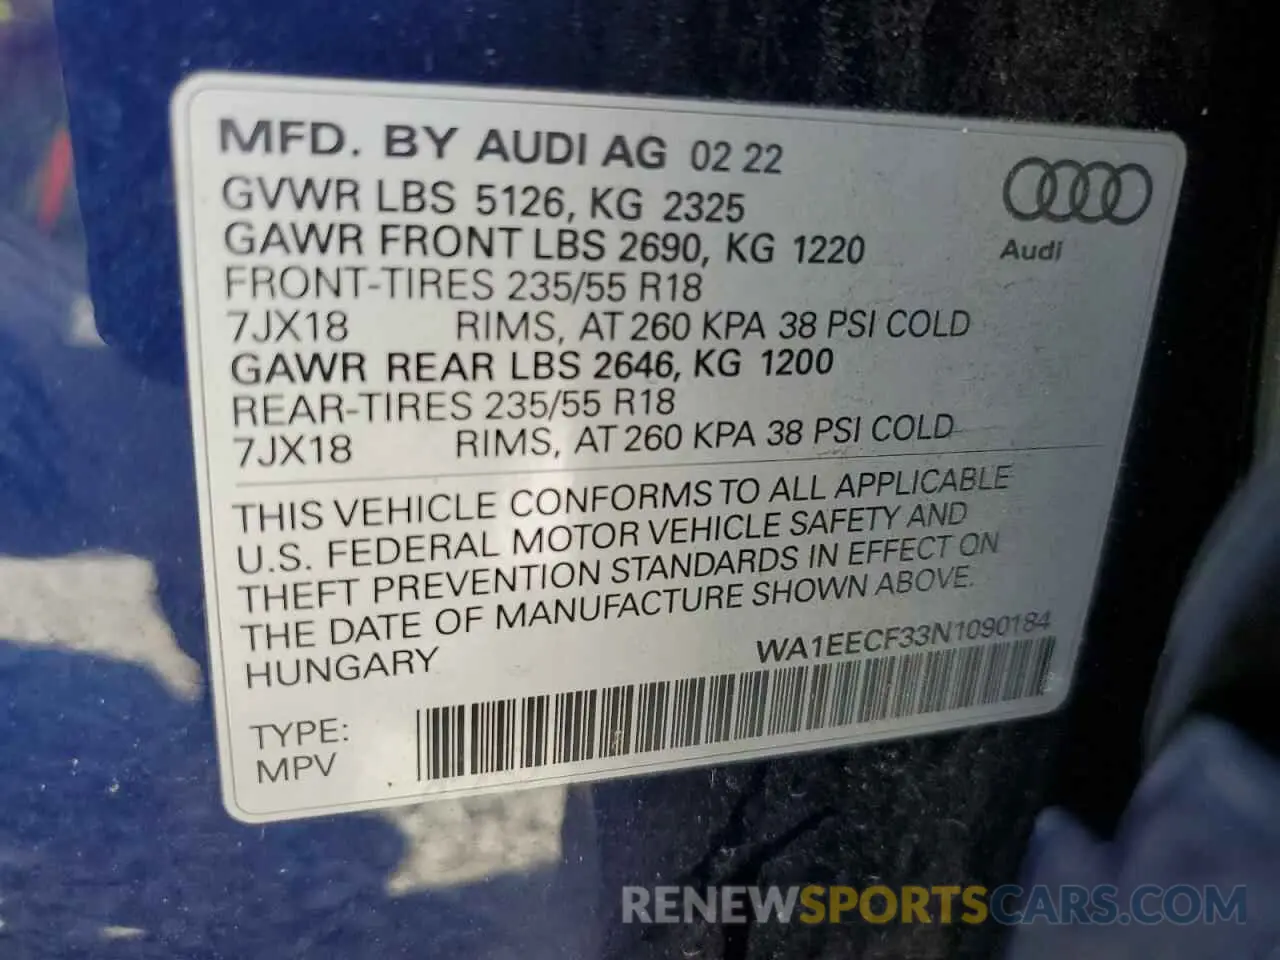 MFD. BY AUDI AG 02 22
GVWR LBS 5126, KG 2325
GAWR FRONT LBS 2690, KG 1220
FRONT-TIRES 235/55 R18
7JX18 RIMS, AT 260 KPA 38 PSI COLD
GAWR REAR LBS 2646, KG 1200
REAR-TIRES 235/55 R18
7JX18 RIMS, AT 260 KPA 38 PSI COLD
Audi
THIS VEHICLE CONFORMS TO ALL APPLICABLE
U.S. FEDERAL MOTOR VEHICLE SAFETY AND
THEFT PREVENTION STANDARDS IN EFFECT ON
THE DATE OF MANUFACTURE SHOWN ABOVE.
HUNGARY WA1EECF33N1090184
TYPE:
MPV
RENEWSPORTSCARS.COM